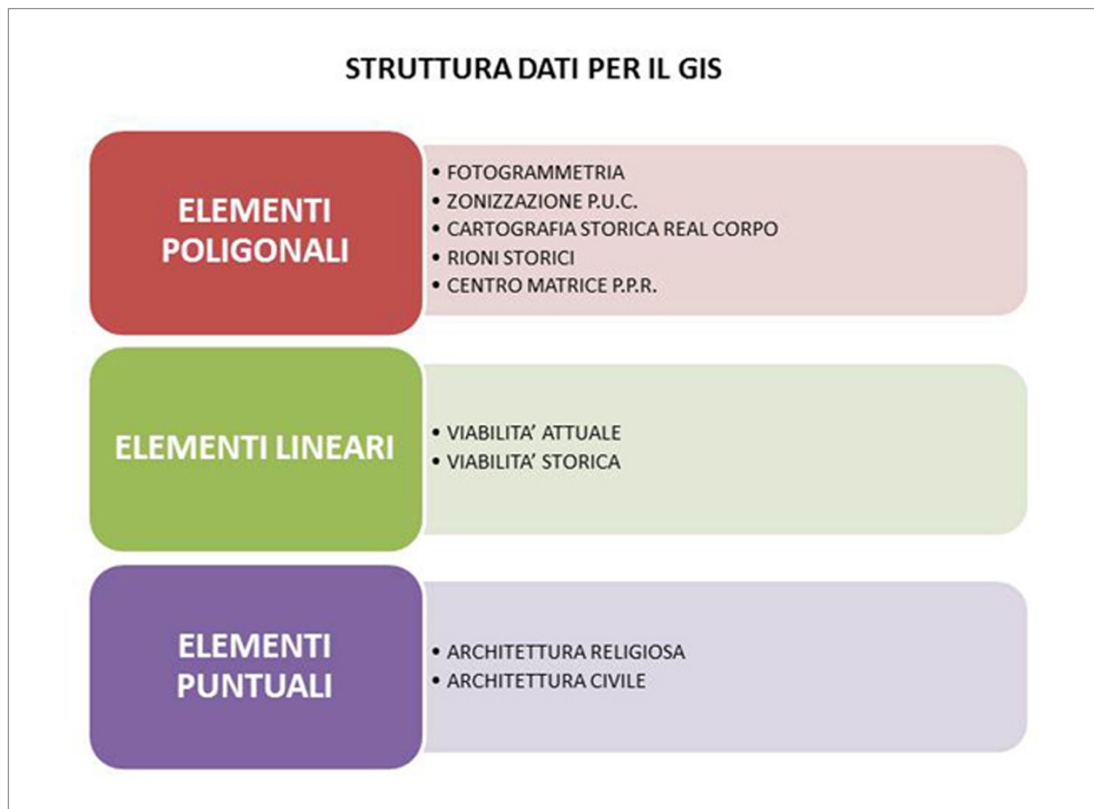 STRUTTURA DATI PER IL GIS
ELEMENTI
POLIGONALI
• FOTOGRAMMETRIA
• ZONIZZAZIONE P.U.C.
• CARTOGRAFIA STORICA REAL CORPO
• RIONI STORICI
• CENTRO MATRICE P.P.R.
ELEMENTI LINEARI
• VIABILITA’ ATTUALE
• VIABILITA’ STORICA
ELEMENTI
PUNTUALI
• ARCHITETTURA RELIGIOSA
• ARCHITETTURA CIVILE